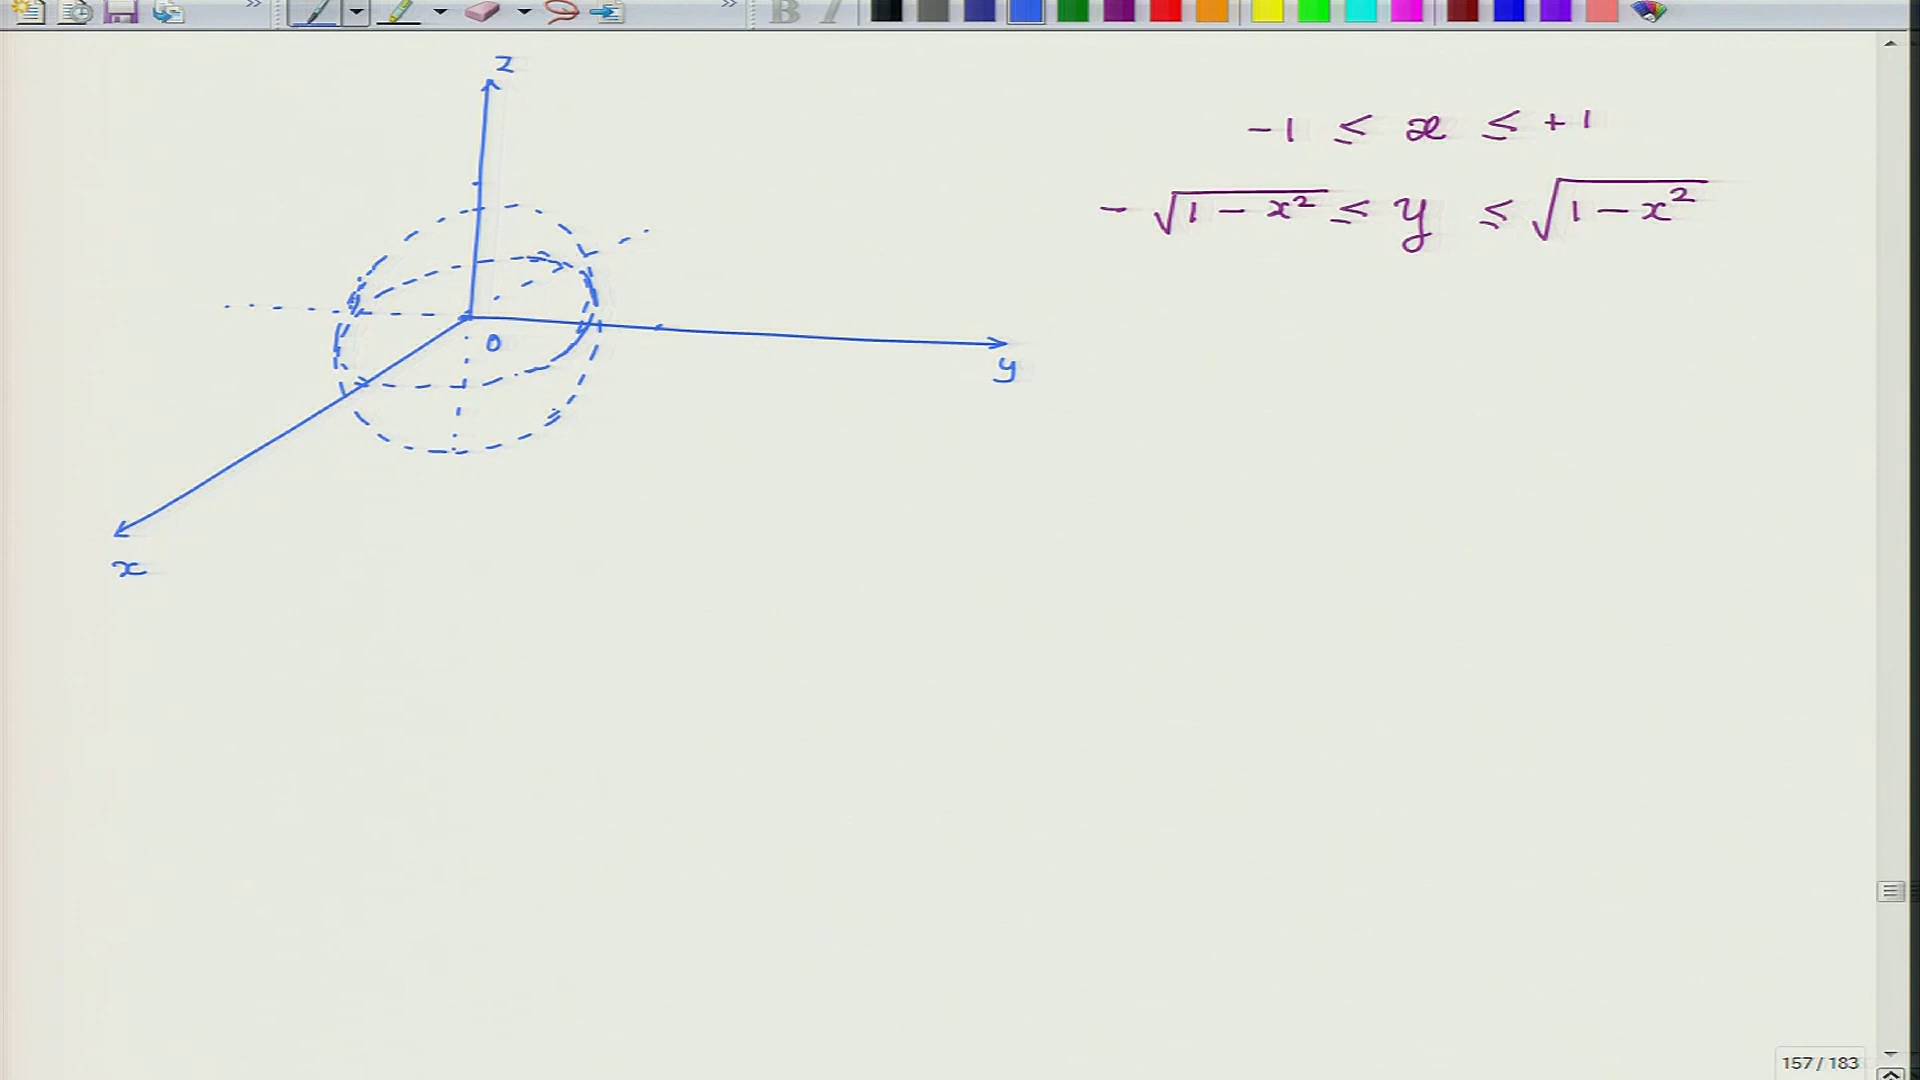 z
-1 ≤ x ≤ +1
-√(1-x²) ≤ y ≤ √(1-x²)
0
y
x
B I
157 / 183